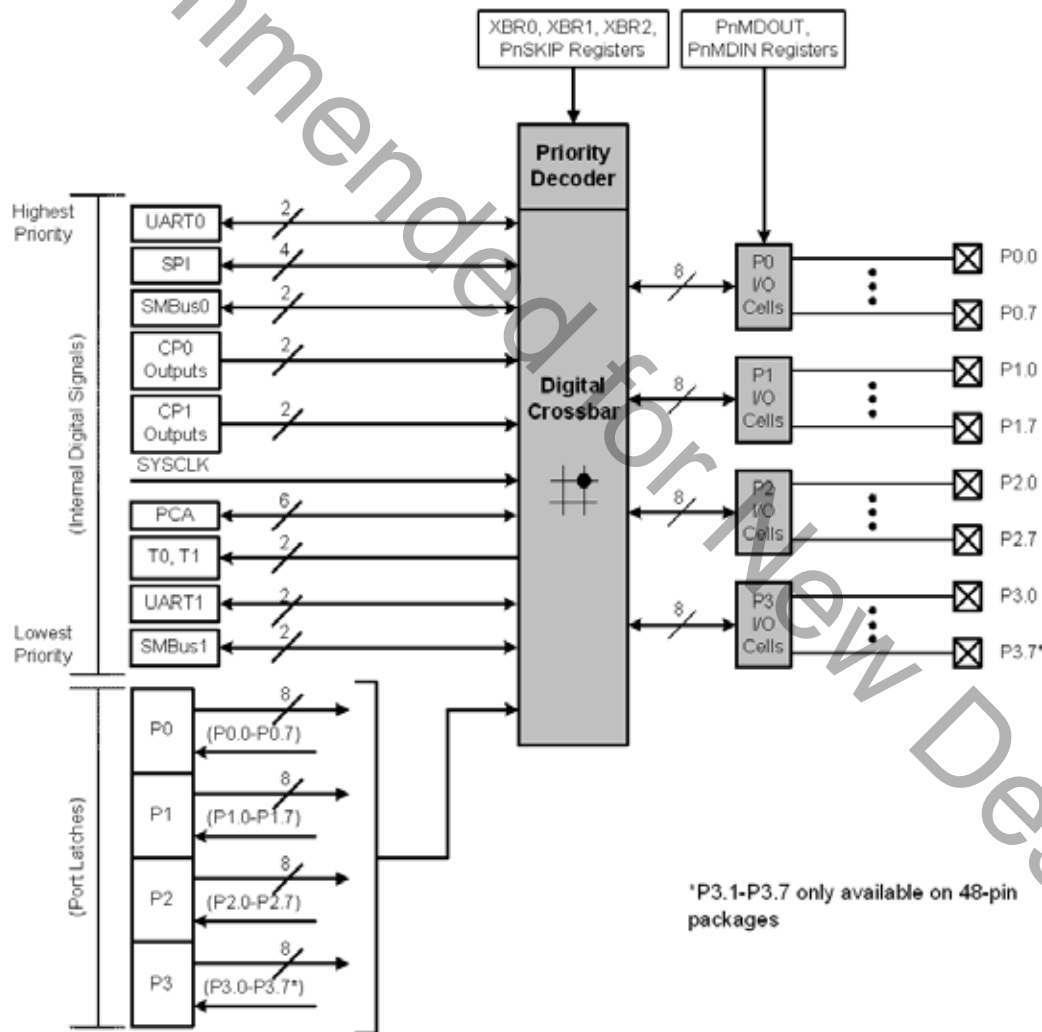 XBR0, XBR1, XBR2,
PnSKIP Registers
PnMDOUT,
PnMDIN Registers
Priority
Decoder
Highest
Priority
(Internal Digital Signals)
Lowest
Priority
UART0
2
SPI
4
SMBus0
2
CP0
Outputs
2
CP1
Outputs
2
SYSCLK
PCA
6
T0, T1
2
UART1
2
SMBus1
2
Digital
Crossbar
8
P0
I/O
Cells
P0.0
P0.7
8
P1
I/O
Cells
P1.0
P1.7
8
P2
I/O
Cells
P2.0
P2.7
8
P3
I/O
Cells
P3.0
P3.7*
(Port Latches)
P0
8
(P0.0-P0.7)
P1
8
(P1.0-P1.7)
P2
8
(P2.0-P2.7)
P3
8
(P3.0-P3.7*)
*P3.1-P3.7 only available on 48-pin
packages
mmended for New Des